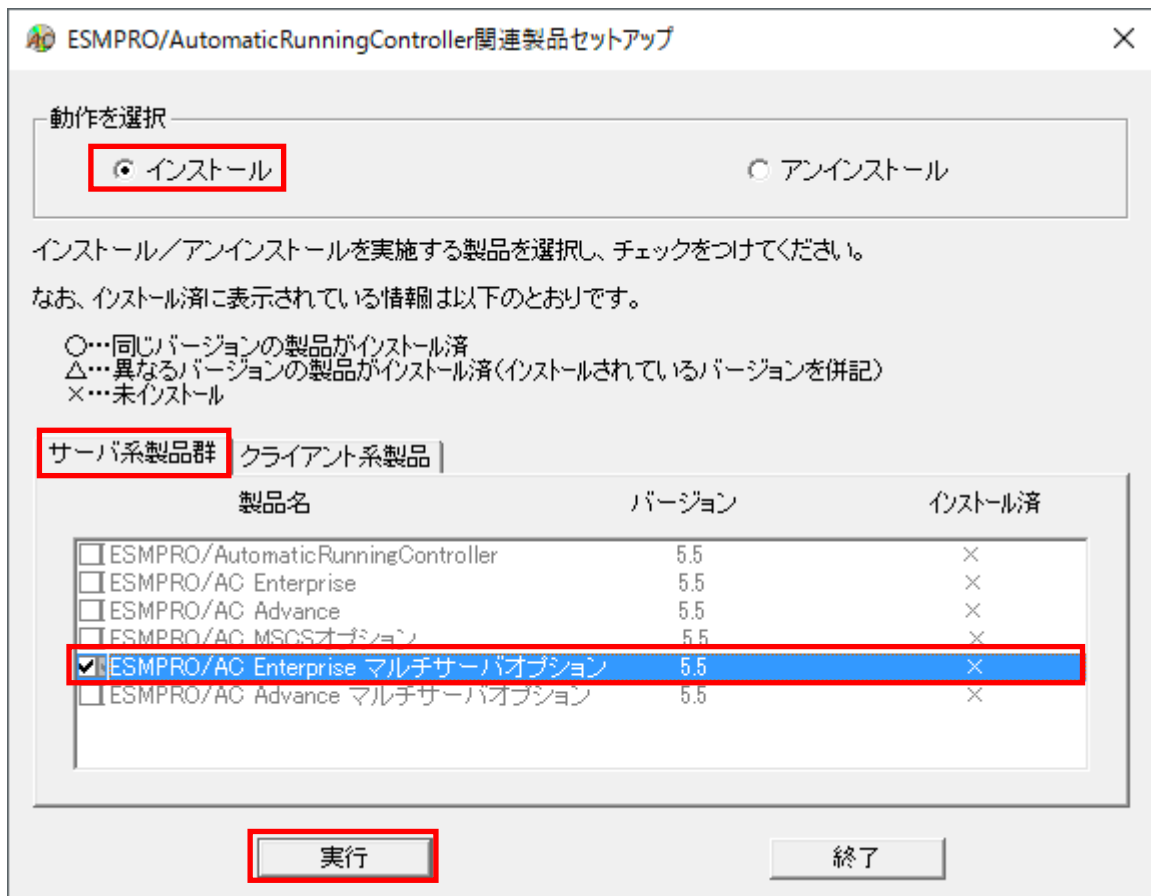 ESMPRO/AutomaticRunningController関連製品セットアップ
動作を選択
インストール アンインストール
インストール／アンインストールを実施する製品を選択し、チェックをつけてください。
なお、インストール済に表示されている情報は以下のとおりです。
○…同じバージョンの製品がインストール済
△…異なるバージョンの製品がインストール済(インストールされているバージョンを併記)
×…未インストール
サーバ系製品群 クライアント系製品
製品名 バージョン インストール済
ESMPRO/AutomaticRunningController 5.5 ×
ESMPRO/AC Enterprise 5.5 ×
ESMPRO/AC Advance 5.5 ×
ESMPRO/AC MSCSオプション 5.5 ×
ESMPRO/AC Enterprise マルチサーバオプション 5.5 ×
ESMPRO/AC Advance マルチサーバオプション 5.5 ×
実行 終了